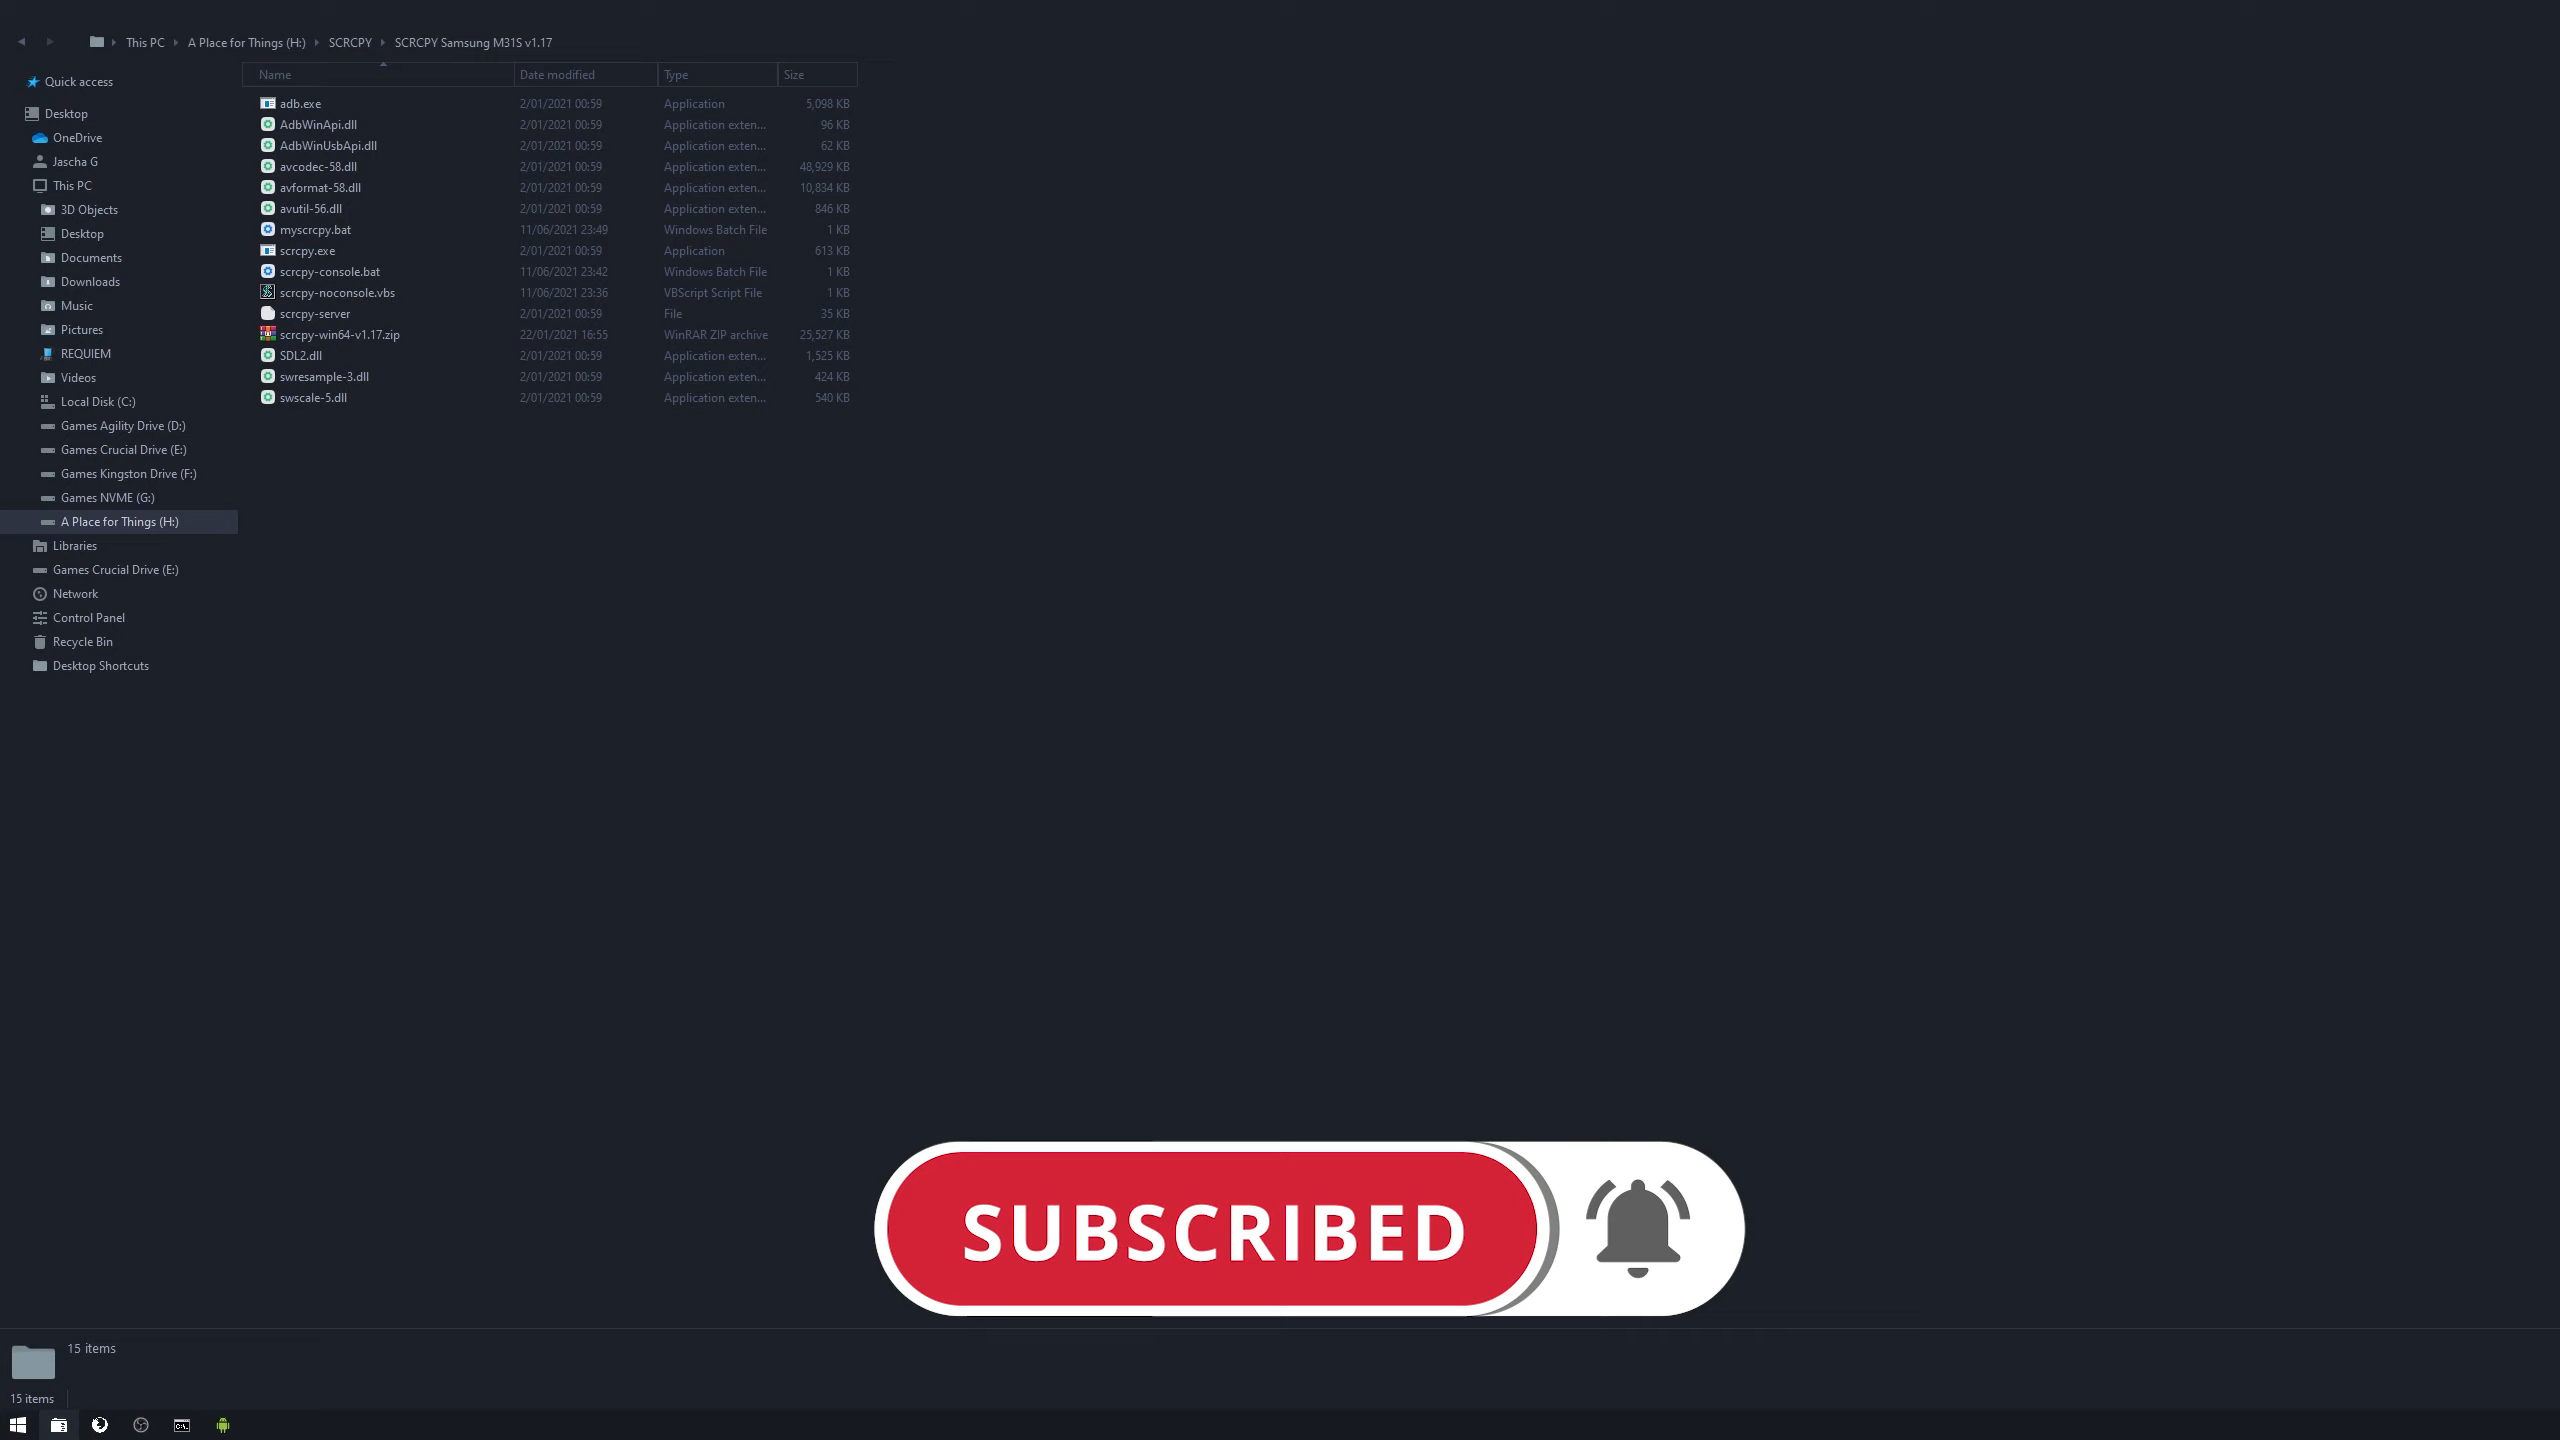 This PC A Place for Things (H:) SCRCPY SCRCPY Samsung M31S v1.17
Quick access
Desktop
OneDrive
Jascha G
This PC
3D Objects
Desktop
Documents
Downloads
Music
Pictures
REQUIEM
Videos
Local Disk (C:)
Games Agility Drive (D:)
Games Crucial Drive (E:)
Games Kingston Drive (F:)
Games NVME (G:)
A Place for Things (H:)
Libraries
Games Crucial Drive (E:)
Network
Control Panel
Recycle Bin
Desktop Shortcuts
Name Date modified Type Size
adb.exe 2/01/2021 00:59 Application 5,098 KB
AdbWinApi.dll 2/01/2021 00:59 Application exten... 96 KB
AdbWinUsbApi.dll 2/01/2021 00:59 Application exten... 62 KB
avcodec-58.dll 2/01/2021 00:59 Application exten... 48,929 KB
avformat-58.dll 2/01/2021 00:59 Application exten... 10,834 KB
avutil-56.dll 2/01/2021 00:59 Application exten... 846 KB
myscrcpy.bat 11/06/2021 23:49 Windows Batch File 1 KB
scrcpy.exe 2/01/2021 00:59 Application 613 KB
scrcpy-console.bat 11/06/2021 23:42 Windows Batch File 1 KB
scrcpy-noconsole.vbs 11/06/2021 23:36 VBScript Script File 1 KB
scrcpy-server 2/01/2021 00:59 File 35 KB
scrcpy-win64-v1.17.zip 22/01/2021 16:55 WinRAR ZIP archive 25,527 KB
SDL2.dll 2/01/2021 00:59 Application exten... 1,525 KB
swresample-3.dll 2/01/2021 00:59 Application exten... 424 KB
swscale-5.dll 2/01/2021 00:59 Application exten... 540 KB
SUBSCRIBED
15 items
15 items